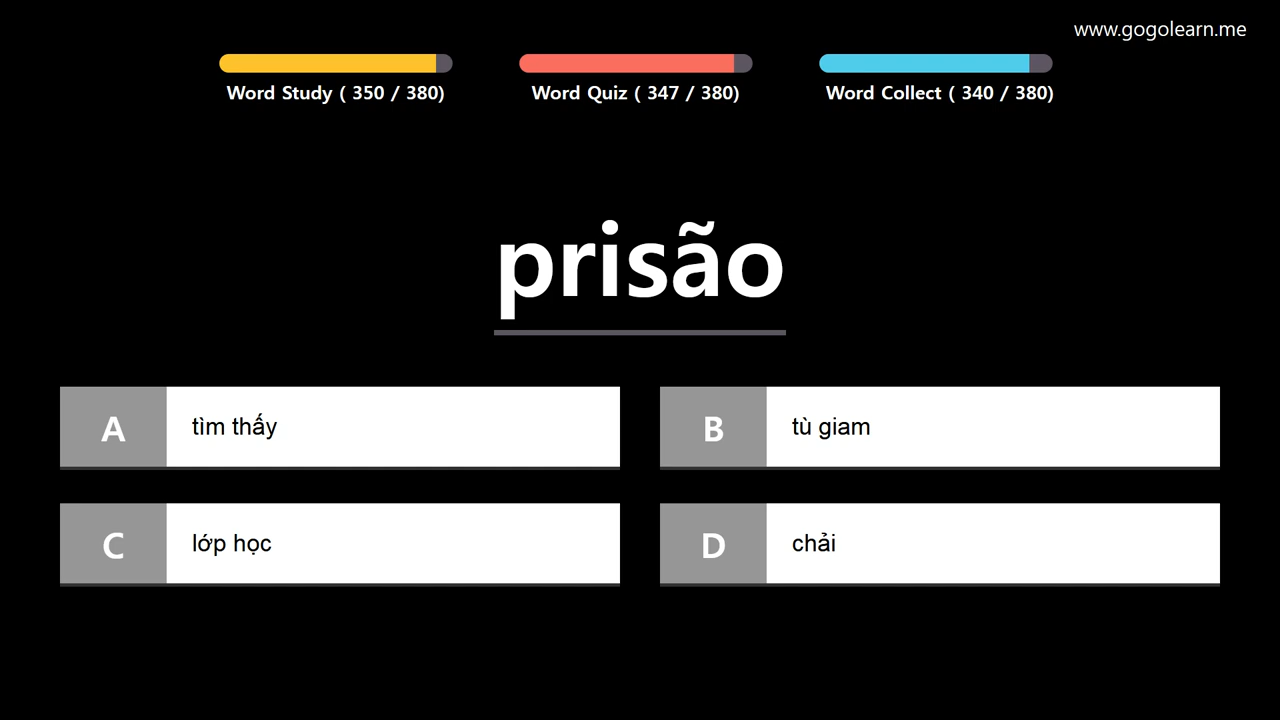 www.gogolearn.me
Word Study ( 350 / 380)
Word Quiz ( 347 / 380)
Word Collect ( 340 / 380)
prisão
A
tìm thấy
B
tù giam
C
lớp học
D
chải